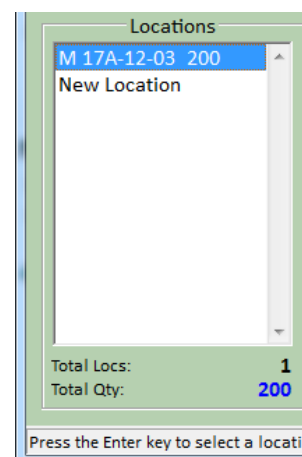 Locations
M 17A-12-03 200
New Location
Total Locs: 1
Total Qty: 200
Press the Enter key to select a locati